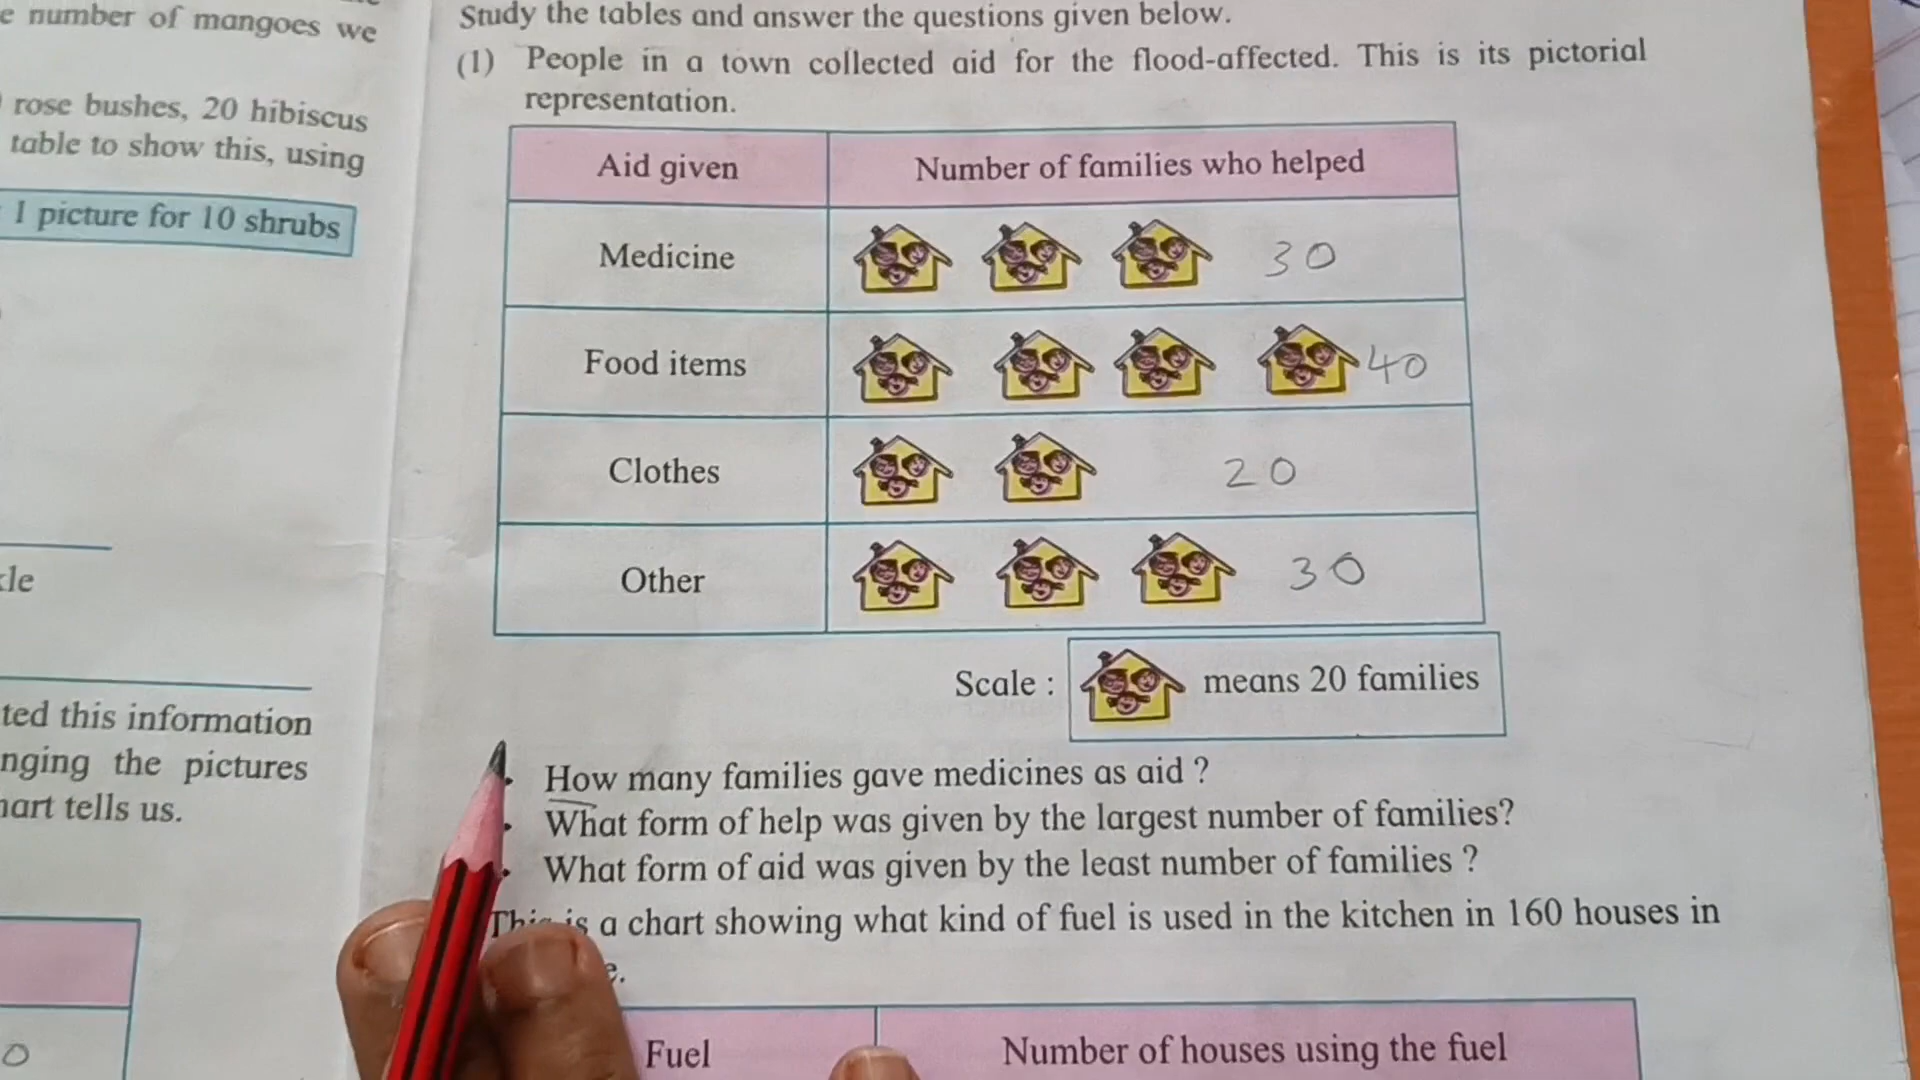 e number of mangoes we
rose bushes, 20 hibiscus
table to show this, using
1 picture for 10 shrubs
ted this information
nging the pictures
hart tells us.
Study the tables and answer the questions given below.
(1) People in a town collected aid for the flood-affected. This is its pictorial
representation.
Aid given Number of families who helped
Medicine 30
Food items 40
Clothes 20
Other 30
Scale : means 20 families
• How many families gave medicines as aid ?
• What form of help was given by the largest number of families?
• What form of aid was given by the least number of families ?
This is a chart showing what kind of fuel is used in the kitchen in 160 houses in
Fuel Number of houses using the fuel